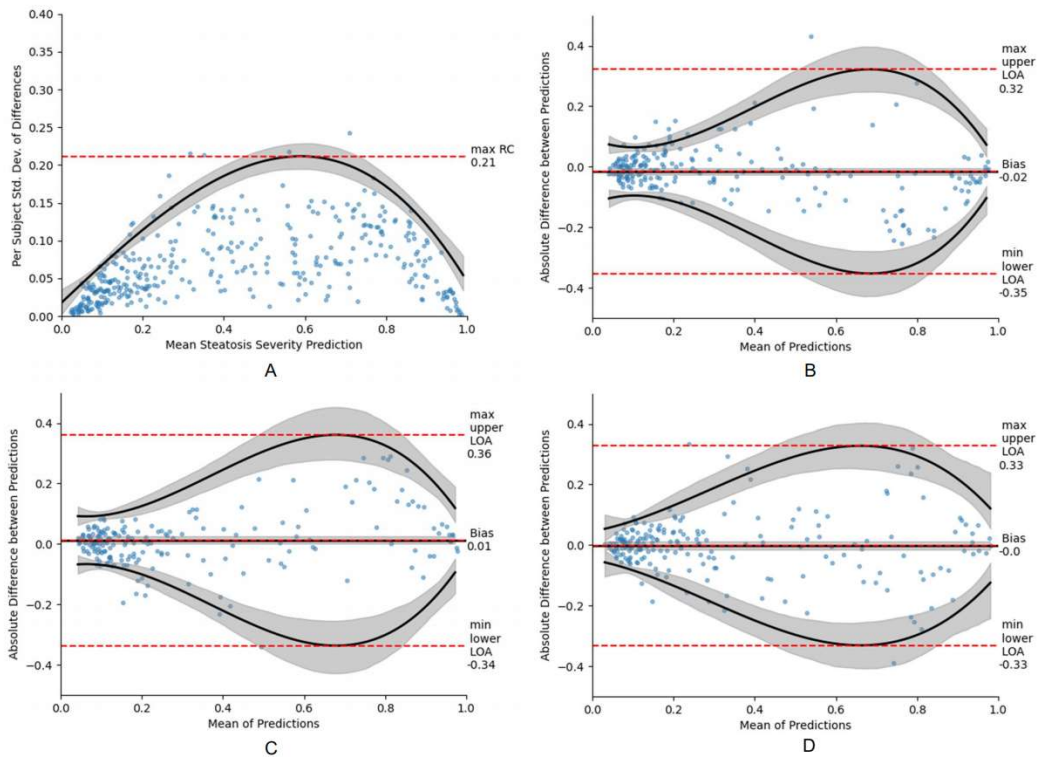 0.40
0.35
0.30
0.25
0.20
0.15
0.10
0.05
0.00
Per Subject Std. Dev. of Differences
max RC
0.21
0.0 0.2 0.4 0.6 0.8 1.0
Mean Steatosis Severity Prediction
A
0.4
0.2
0.0
−0.2
−0.4
Absolute Difference between Predictions
max
upper
LOA
0.32
Bias
-0.02
min
lower
LOA
-0.35
0.0 0.2 0.4 0.6 0.8 1.0
Mean of Predictions
B
0.4
0.2
0.0
−0.2
−0.4
Absolute Difference between Predictions
max
upper
LOA
0.36
Bias
0.01
min
lower
LOA
-0.34
0.0 0.2 0.4 0.6 0.8 1.0
Mean of Predictions
C
0.4
0.2
0.0
−0.2
−0.4
Absolute Difference between Predictions
max
upper
LOA
0.33
Bias
-0.0
min
lower
LOA
-0.33
0.0 0.2 0.4 0.6 0.8 1.0
Mean of Predictions
D